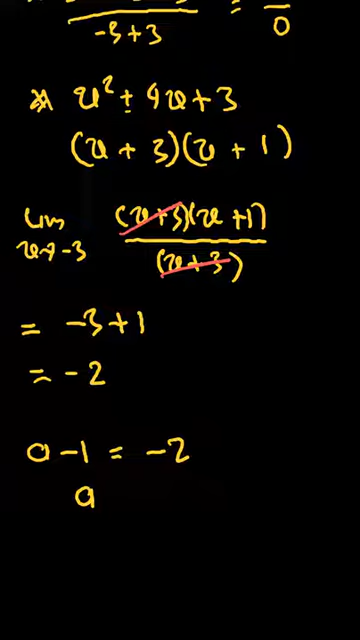 -3+3 = 0
x² + 4x + 3
(x + 3)(x + 1)
Lim x→-3 (x+3)(x+1) / (x+3)
= -3+1
= -2
a -1 = -2
a